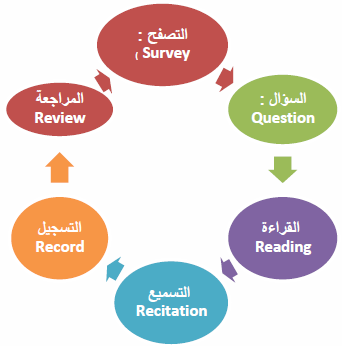 التصفح :
Survey (
السؤال :
Question
القراءة
Reading
التسميع
Recitation
التسجيل
Record
المراجعة
Review